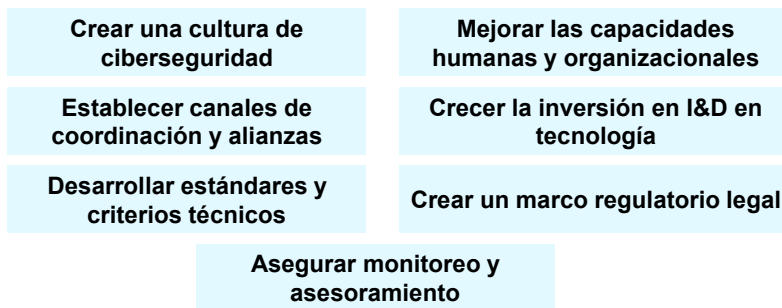 Crear una cultura de
ciberseguridad
Mejorar las capacidades
humanas y organizacionales
Establecer canales de
coordinación y alianzas
Crecer la inversión en I&D en
tecnología
Desarrollar estándares y
criterios técnicos
Crear un marco regulatorio legal
Asegurar monitoreo y
asesoramiento